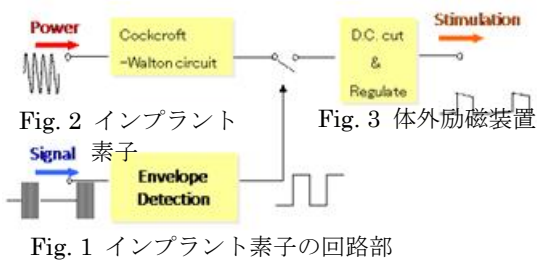 Power
Cockcroft
-Walton circuit
D.C. cut
&
Regulate
Stimulation
Fig. 2 インプラント
素子
Fig. 3 体外励磁装置
Signal
Envelope
Detection
Fig. 1 インプラント素子の回路部